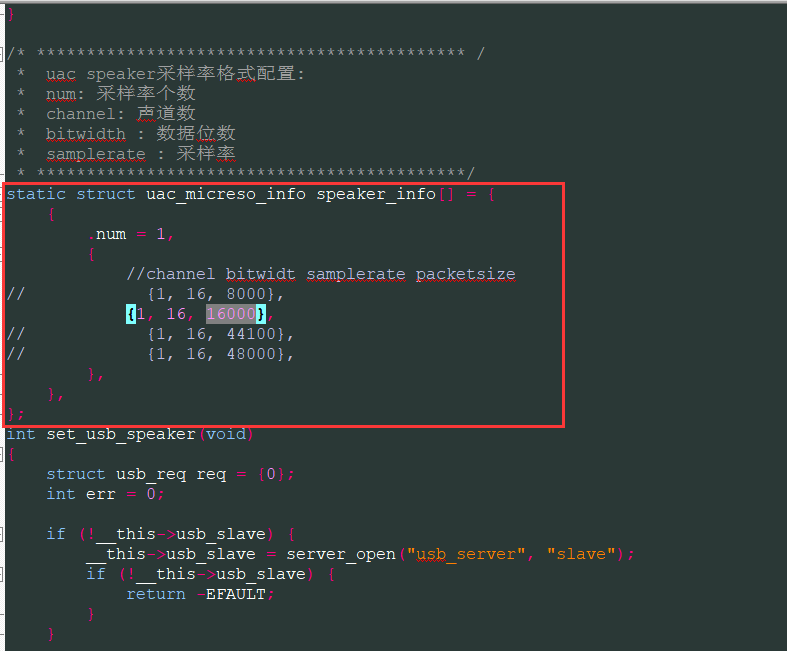 }
/* ******************************************* /
 *  uac speaker采样率格式配置:
 *  num: 采样率个数
 *  channel: 声道数
 *  bitwidth : 数据位数
 *  samplerate : 采样率
 * *******************************************/
static struct uac_micreso_info speaker_info[] = {
    {
        .num = 1,
        {
            //channel bitwidt samplerate packetsize
//            {1, 16, 8000},
            {1, 16, 16000},
//            {1, 16, 44100},
//            {1, 16, 48000},
        },
    },
};
int set_usb_speaker(void)
{
    struct usb_req req = {0};
    int err = 0;

    if (!__this->usb_slave) {
        __this->usb_slave = server_open("usb_server", "slave");
        if (!__this->usb_slave) {
            return -EFAULT;
        }
    }